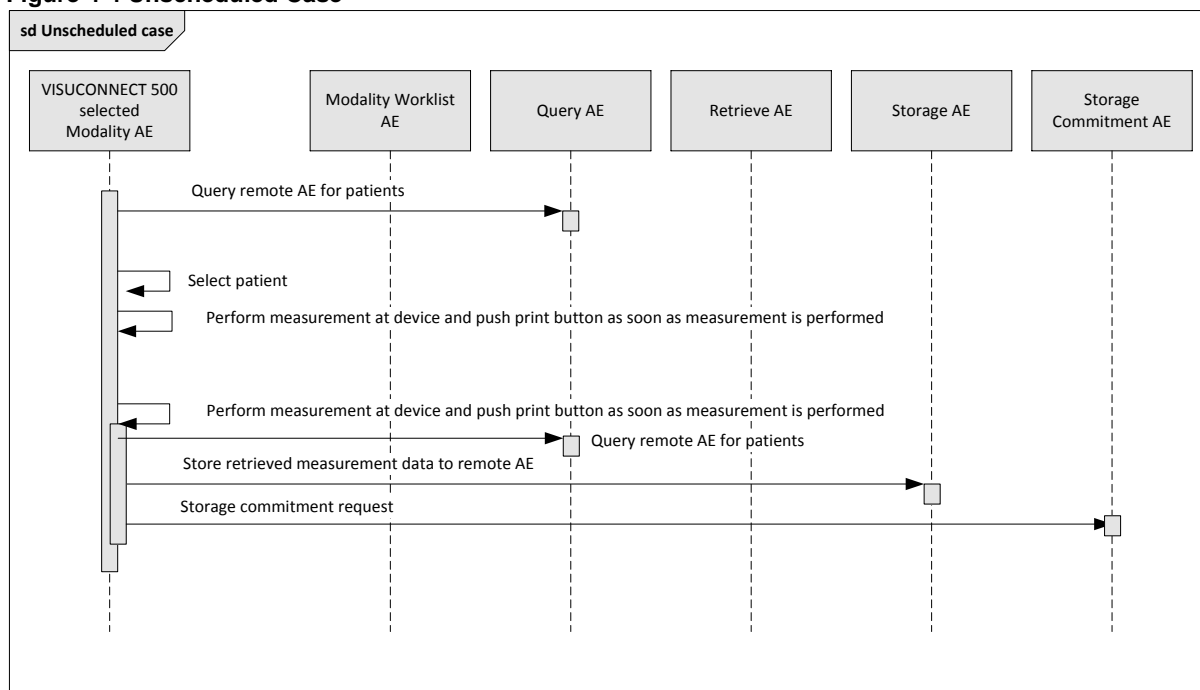 sd Unscheduled case
VISUCONNECT 500
selected
Modality AE
Modality Worklist
AE
Query AE
Retrieve AE
Storage AE
Storage
Commitment AE
Query remote AE for patients
Select patient
Perform measurement at device and push print button as soon as measurement is performed
Perform measurement at device and push print button as soon as measurement is performed
Query remote AE for patients
Store retrieved measurement data to remote AE
Storage commitment request